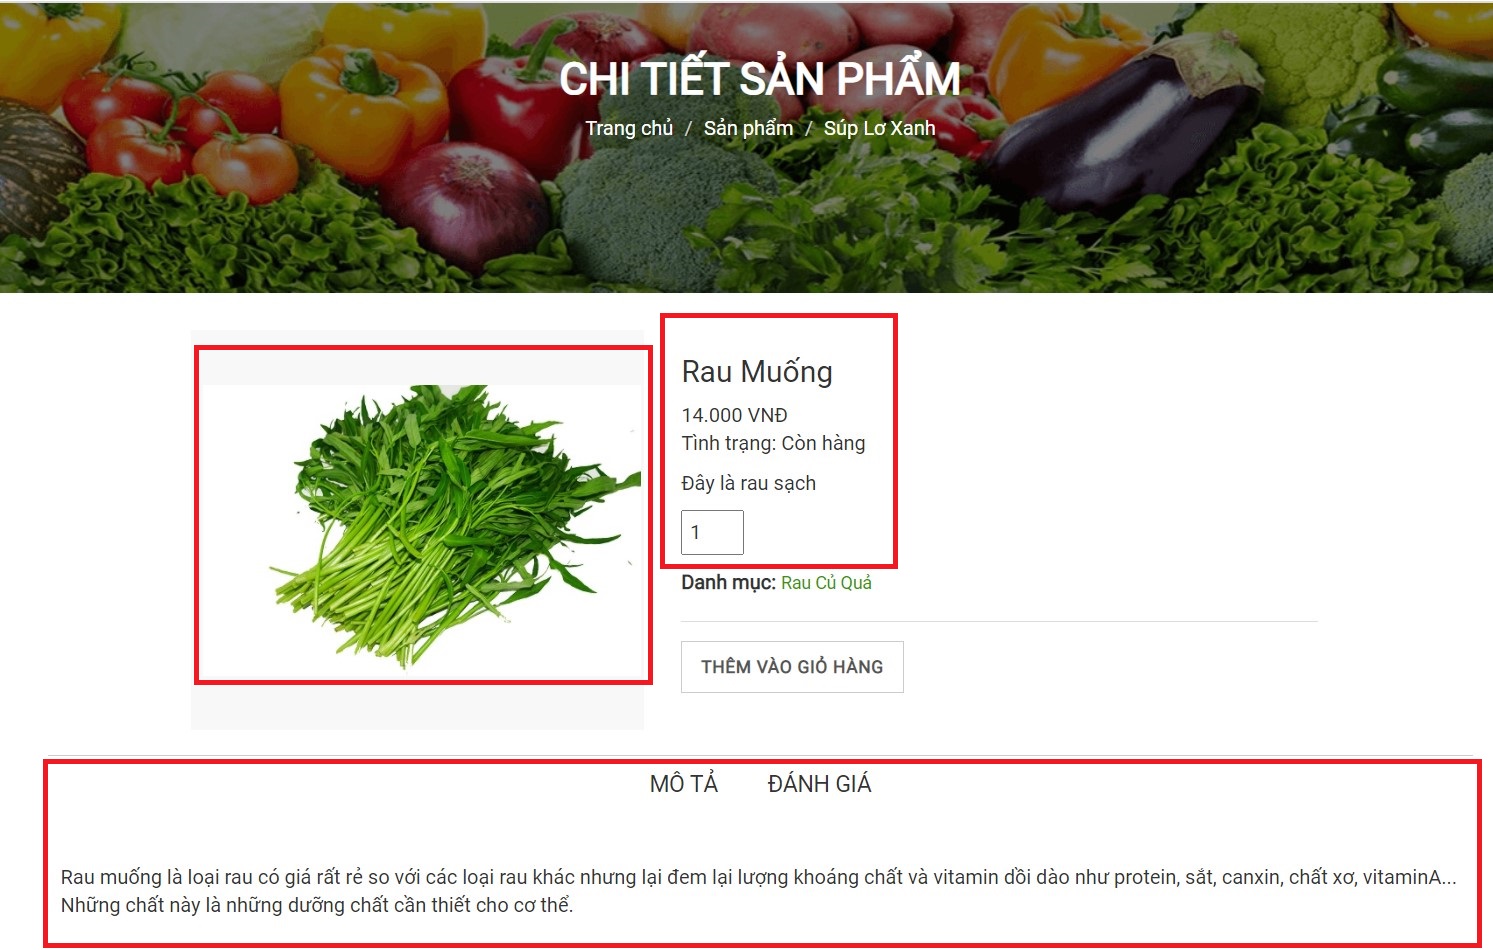 CHI TIẾT SẢN PHẨM
Trang chủ / Sản phẩm / Súp Lơ Xanh
Rau Muống
14.000 VNĐ
Tình trạng: Còn hàng
Đây là rau sạch
1
Danh mục: Rau Củ Quả
THÊM VÀO GIỎ HÀNG
MÔ TẢ ĐÁNH GIÁ
Rau muống là loại rau có giá rất rẻ so với các loại rau khác nhưng lại đem lại lượng khoáng chất và vitamin dồi dào như protein, sắt, canxin, chất xơ, vitaminA...
Những chất này là những dưỡng chất cần thiết cho cơ thể.